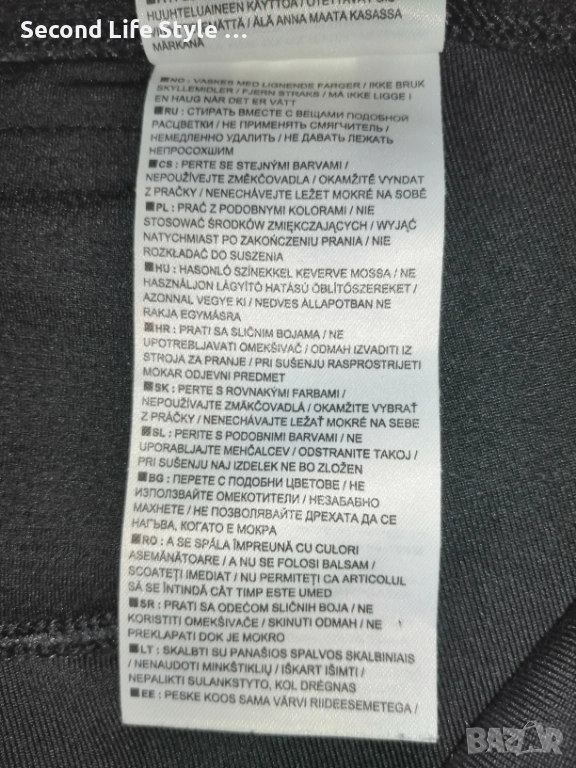 Second Life Style ...
HUUHTELUAINEEN KÄYTTÖÄ / OTETTAVAT
ÄLÄ ANNA MAATA KASASSA
MÄRKÄNÄ
NO: VASKES MED LIGNENDE FARGER / IKKE BRUK
SKYLLEMIDLER / FJERN STRAKS / MÅ IKKE LIGGE I
EN HAUG NÅR DET ER VÅTT
RU: СТИРАТЬ ВМЕСТЕ С ВЕЩАМИ ПОДОБНОЙ
РАСЦВЕТКИ / НЕ ПРИМЕНЯТЬ СМЯГЧИТЕЛЬ /
НЕМЕДЛЕННО УДАЛИТЬ / НЕ ДАВАТЬ ЛЕЖАТЬ
НЕПРОСОХШИМ
CS: PERTE SE STEJNÝMI BARVAMI /
NEPOUŽÍVEJTE ZMĚKČOVADLA / OKAMŽITĚ VYNDAT
Z PRAČKY / NENECHÁVEJTE LEŽET MOKRÉ NA SOBĚ
PL: PRAĆ Z PODOBNYMI KOLORAMI / NIE
STOSOWAĆ ŚRODKÓW ZMIĘKCZAJĄCYCH / WYJĄĆ
NATYCHMIAST PO ZAKOŃCZENIU PRANIA / NIE
ROZKŁADAĆ DO SUSZENIA
HU: HASONLÓ SZÍNEKKEL KEVERVE MOSSA / NE
HASZNÁLJON LÁGYÍTÓ HATÁSÚ ÖBLÍTŐSZEREKET /
AZONNAL VEGYE KI / NEDVES ÁLLAPOTBAN NE
RAKJA EGYMÁSRA
HR: PRATI SA SLIČNIM BOJAMA / NE
UPOTREBLJAVATI OMEKŠIVAČ / ODMAH IZVADITI IZ
STROJA ZA PRANJE / PRI SUŠENJU RASPROSTRIJETI
MOKAR ODJEVNI PREDMET
SK: PERTE S ROVNAKÝMI FARBAMI /
NEPOUŽÍVAJTE ZMÄKČOVADLÁ / OKAMŽITE VYBRAŤ
Z PRÁČKY / NENECHÁVAJTE LEŽAŤ MOKRÉ NA SEBE
SL: PERITE S PODOBNIMI BARVAMI / NE
UPORABLJAJTE MEHČALCEV / ODSTRANITE TAKOJ /
PRI SUŠENJU NAJ IZDELEK NE BO ZLOŽEN
BG: ПЕРЕТЕ С ПОДОБНИ ЦВЕТОВЕ / НЕ
ИЗПОЛЗВАЙТЕ ОМЕКОТИТЕЛИ / НЕЗАБАВНО
МАХНЕТЕ / НЕ ПОЗВОЛЯВАЙТЕ ДРЕХАТА ДА СЕ
НАГЪВА, КОГАТО Е МОКРА
RO: A SE SPĂLA ÎMPREUNĂ CU CULORI
ASEMĂNĂTOARE / A NU SE FOLOSI BALSAM /
SCOATEȚI IMEDIAT / NU PERMITEȚI CA ARTICOLUL
SĂ SE ÎNTINDĂ CÂT TIMP ESTE UMED
SR: PRATI SA ODEĆOM SLIČNIH BOJA / NE
KORISTITI OMEKŠIVAČE / SKINUTI ODMAH / NE
PREKLAPATI DOK JE MOKRO
LT: SKALBTI SU PANAŠIOS SPALVOS SKALBINIAIS
/ NENAUDOTI MINKŠTIKLIŲ / IŠKART IŠIMTI /
NEPALIKTI SULANKSTYTO, KOL DRĖGNAS
EE: PESKE KOOS SAMA VÄRVI RIIDEESEMETEGA /
BAZAR